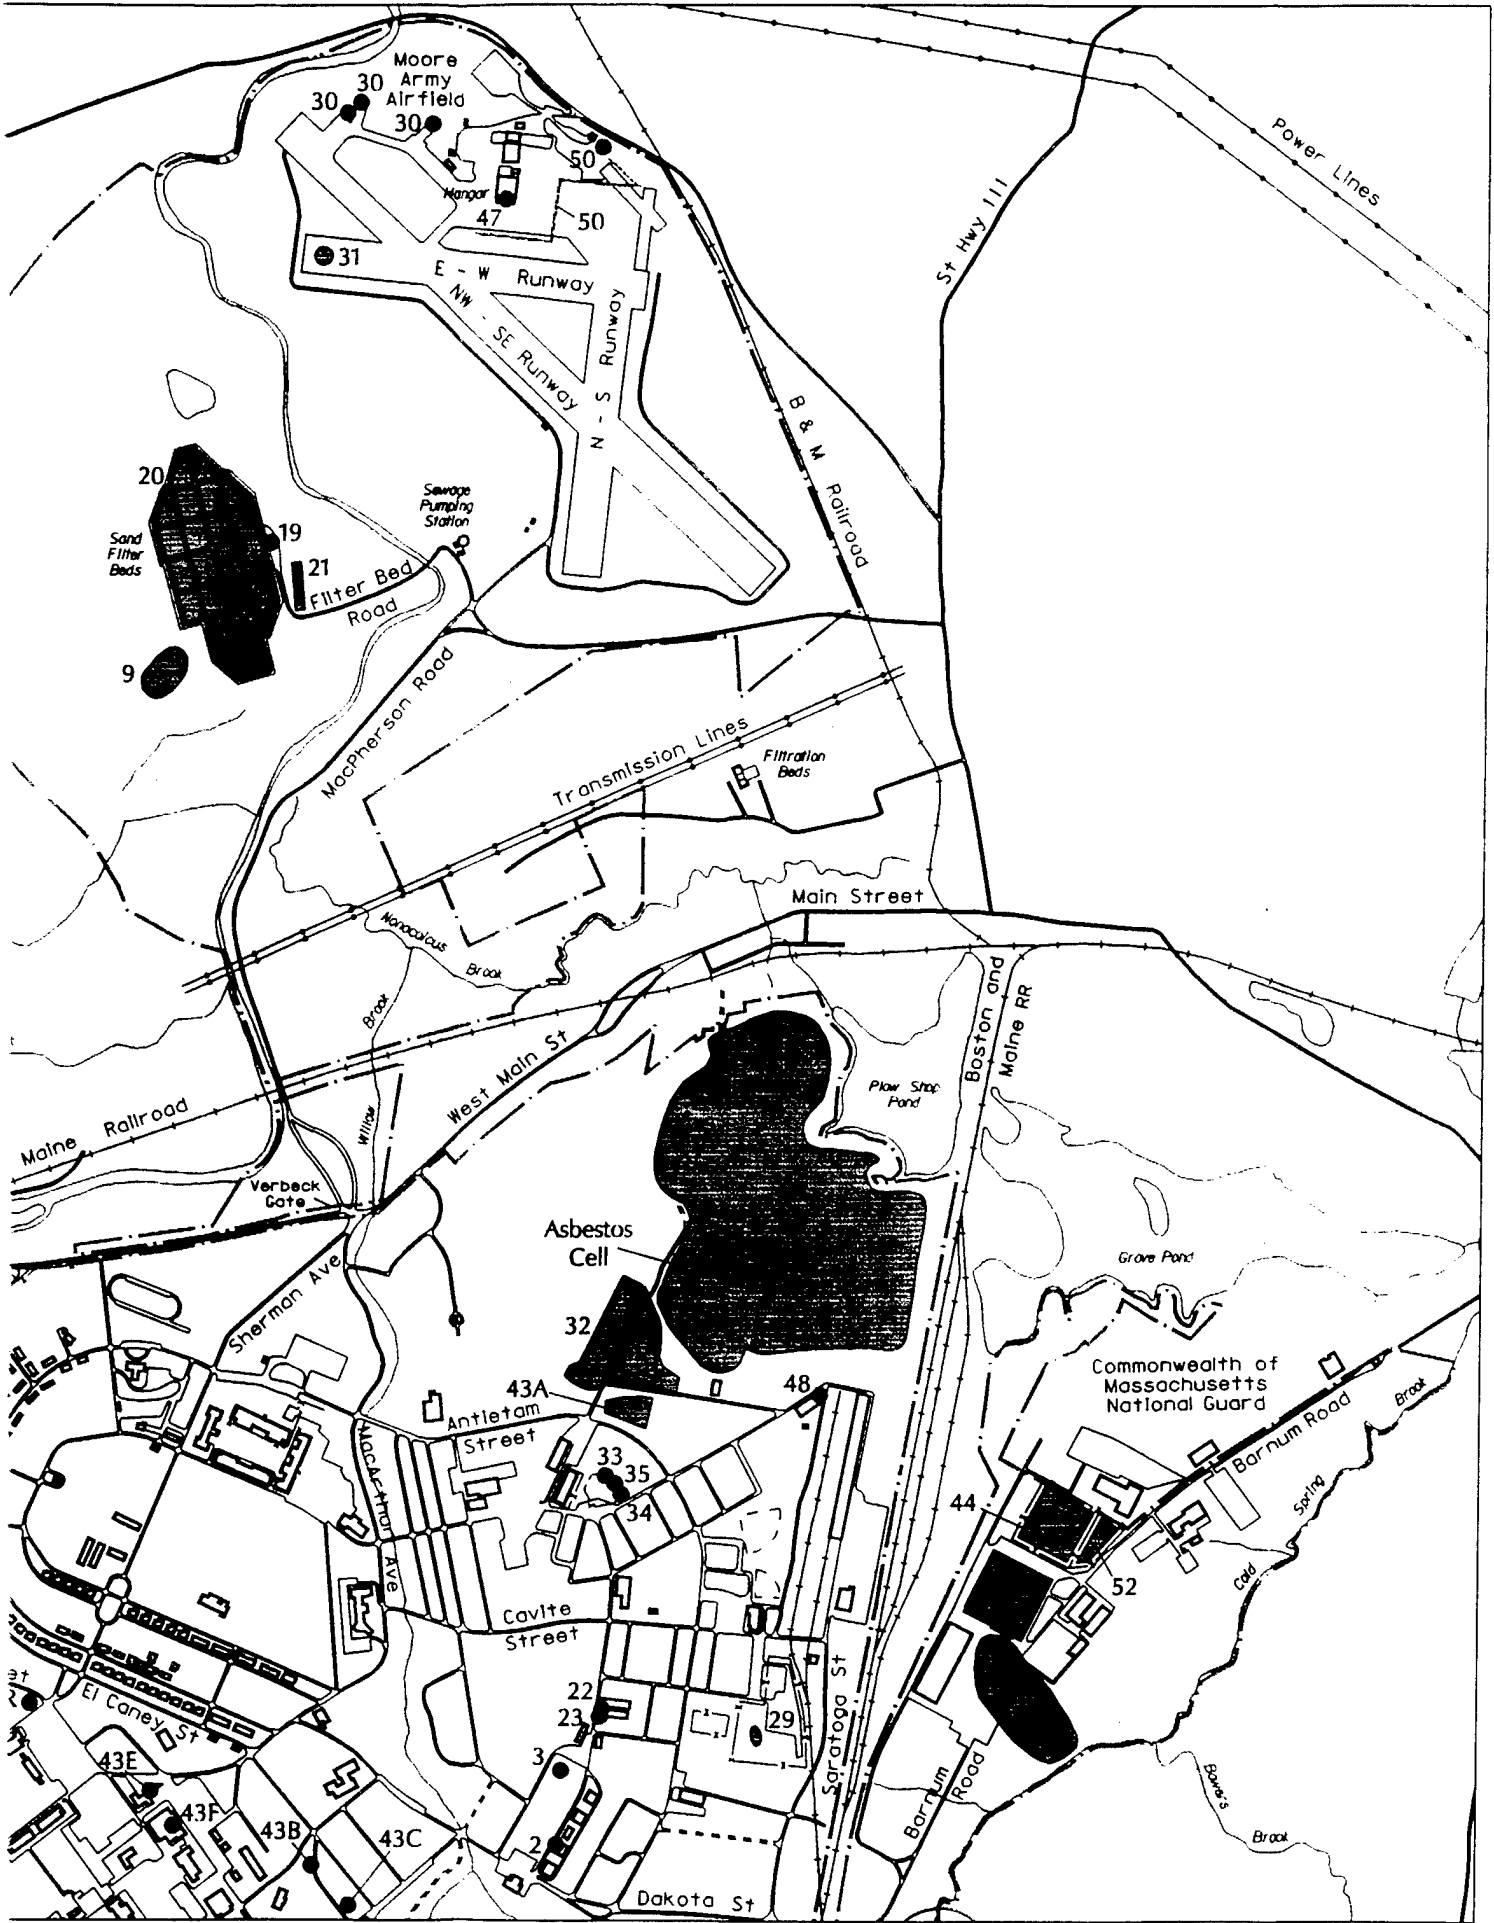 Moore
Army
Airfield
30
30
30
50
Power Lines
Hangar
47
50
St Hwy 111
31
E - W Runway
NW - SE Runway
N - S Runway
B & M Railroad
20
Sewage
Pumping
Station
19
Sand
Filter
Beds
21
Filter Bed
Road
9
MacPherson Road
Transmission Lines
Filtration
Beds
Main Street
Nonacoicus
Brook
Willow Brook
Boston and
Maine RR
West Main St
Plow Shop
Pond
Maine Railroad
Verbeck
Gate
Asbestos
Cell
Grove Pond
Sherman Ave
32
Commonwealth of
Massachusetts
National Guard
43A
48
Antietam
Street
MacArthur Ave
Barnum Road
Cold Spring Brook
33
35
34
44
52
Cavite
Street
El Caney St
22
23
29
Saratoga St
3
43E
43F
43B
43C
2
Barnum
Road
Bowers
Brook
Dakota St